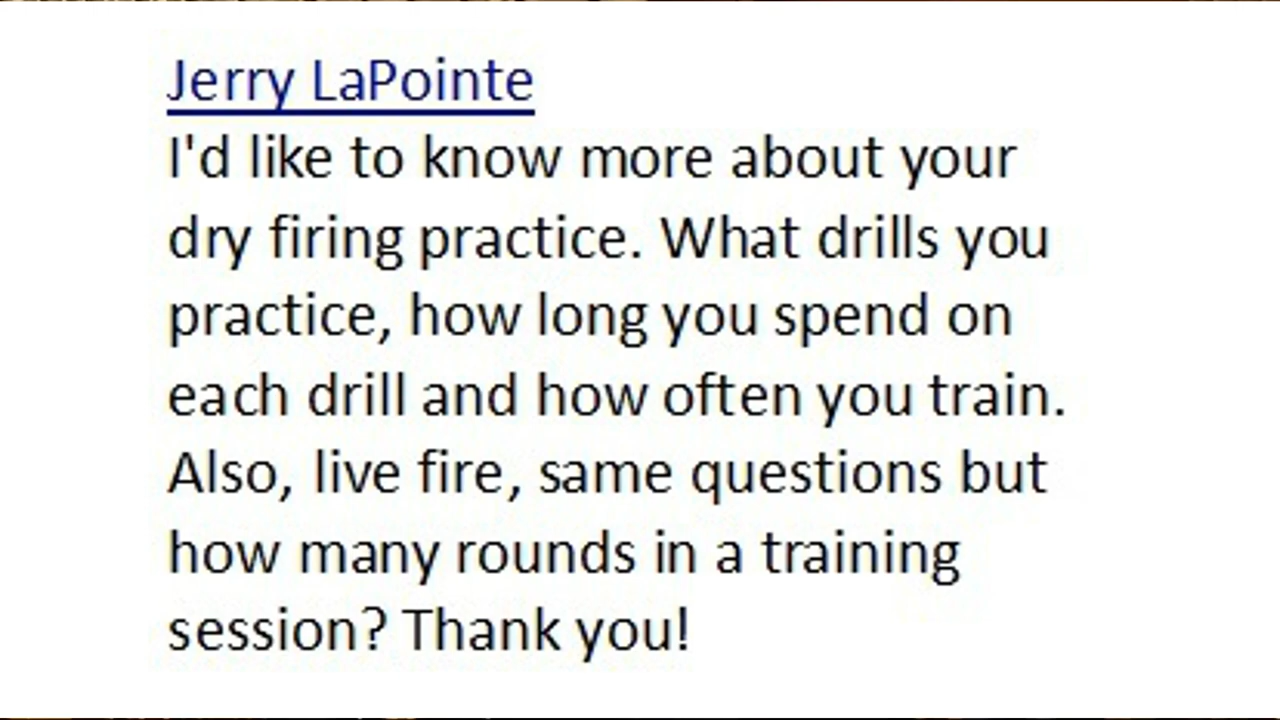 Jerry LaPointe
I'd like to know more about your
dry firing practice. What drills you
practice, how long you spend on
each drill and how often you train.
Also, live fire, same questions but
how many rounds in a training
session? Thank you!